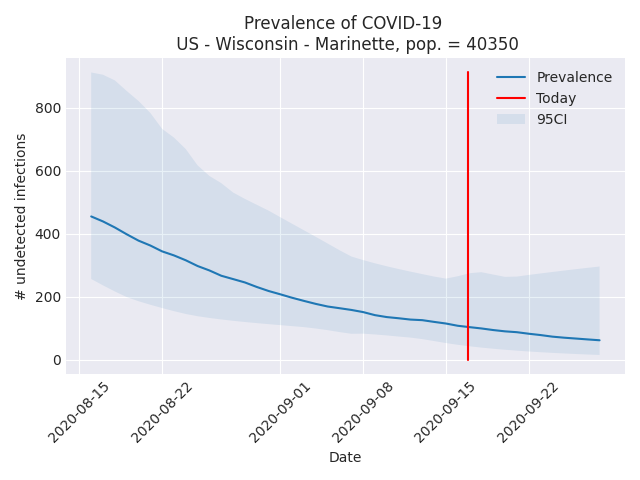 Prevalence of COVID-19
US - Wisconsin - Marinette, pop. = 40350
Prevalence
Today
95CI
# undetected infections
800
600
400
200
0
2020-08-15
2020-08-22
2020-09-01
2020-09-08
2020-09-15
2020-09-22
Date